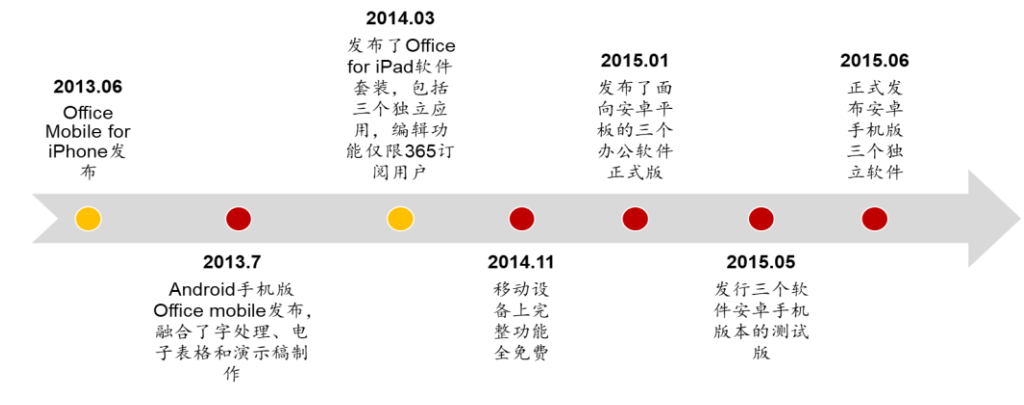 2013.06
Office
Mobile for
iPhone发
布
2013.7
Android手机版
Office mobile发布，
融合了字处理、电
子表格和演示稿制
作
2014.03
发布了Office
for iPad软件
套装，包括
三个独立应
用，编辑功
能仅限365订
阅用户
2014.11
移动设
备上完
整功能
全免费
2015.01
发布了面
向安卓平
板的三个
办公软件
正式版
2015.05
发行三个软
件安卓手机
版本的测试
版
2015.06
正式发
布安卓
手机版
三个独
立软件